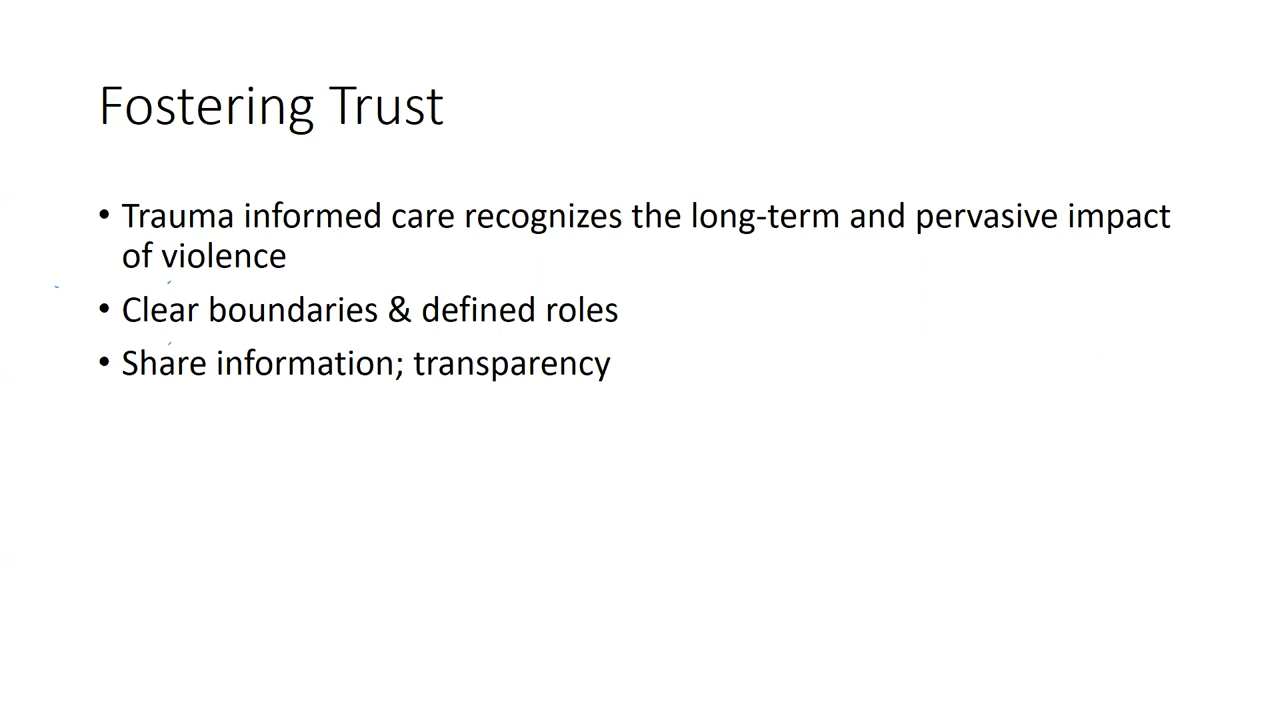 Fostering Trust
• Trauma informed care recognizes the long-term and pervasive impact
of violence
• Clear boundaries & defined roles
• Share information; transparency